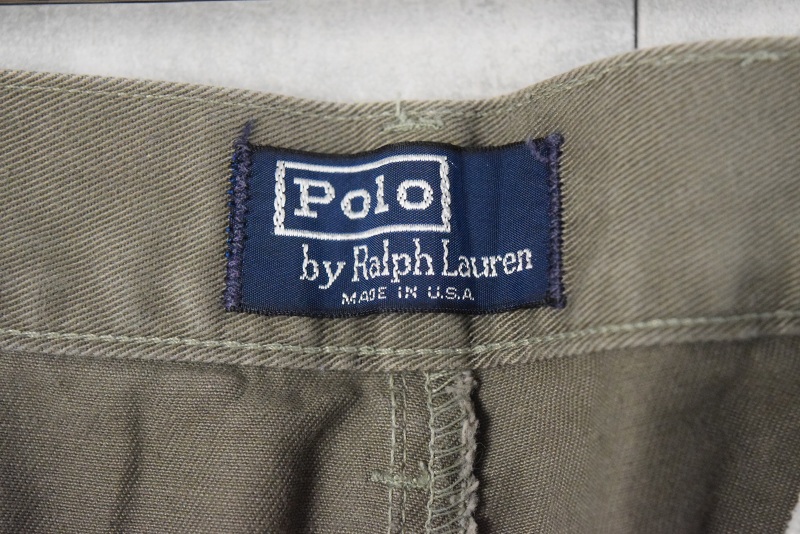 Polo
by Ralph Lauren
MADE IN U.S.A.